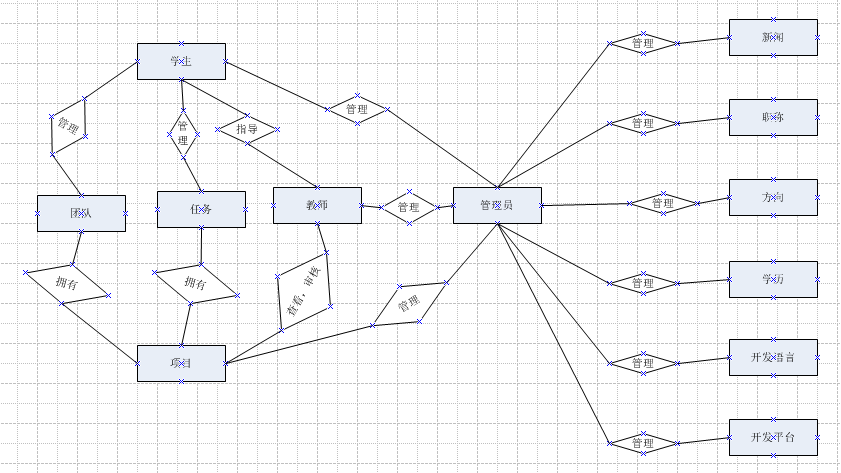 新闻
管理
学生
管理
管理
职称
管理
管
理
指导
管理
团队
任务
教师
管理
管理员
管理
方向
拥有
拥有
查看，审核
管理
管理
学历
项目
管理
开发语言
管理
开发平台